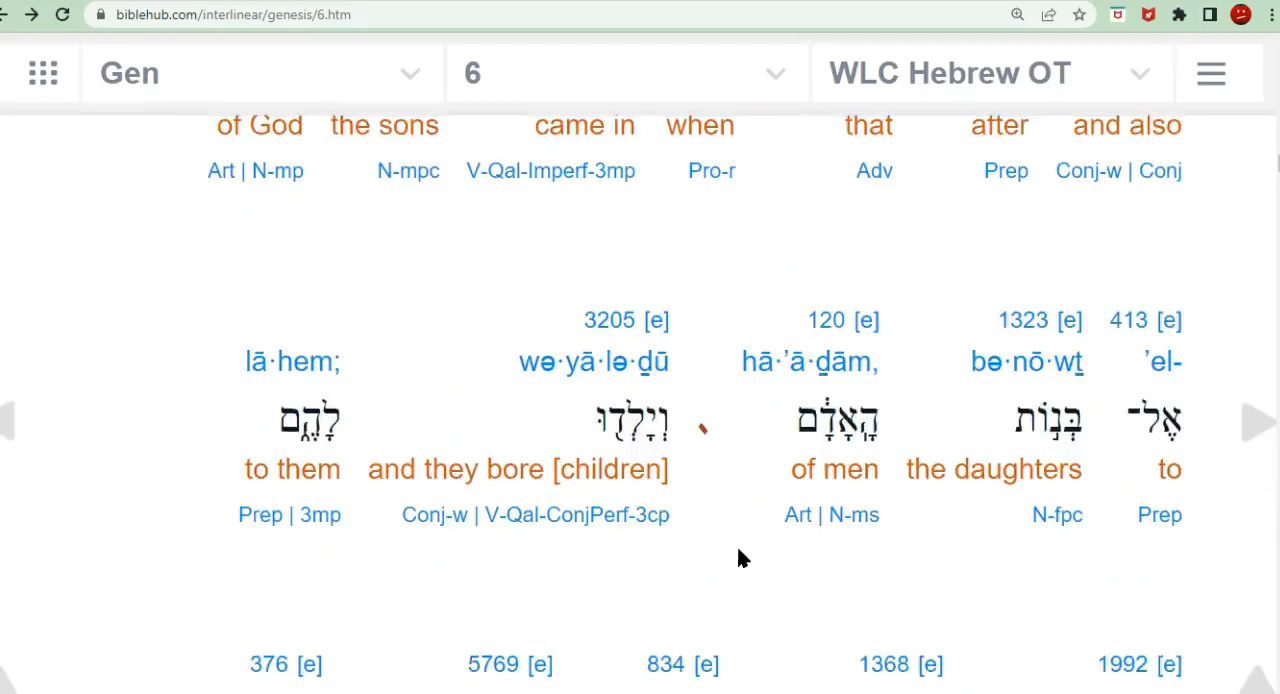 biblehub.com/interlinear/genesis/6.htm
Gen 6 WLC Hebrew OT
of God the sons came in when that after and also
Art | N-mp N-mpc V-Qal-Imperf-3mp Pro-r Adv Prep Conj-w | Conj
3205 [e] 120 [e] 1323 [e] 413 [e]
lā·hem; wə·yā·lə·ḏū hā·’ā·ḏām, bə·nō·wṯ ’el-
אֶל־ בְּנ֣וֹת הָֽאָדָ֔ם וְיָלְד֖וּ לָהֶ֑ם
to them and they bore [children] of men the daughters to
Prep | 3mp Conj-w | V-Qal-ConjPerf-3cp Art | N-ms N-fpc Prep
376 [e] 5769 [e] 834 [e] 1368 [e] 1992 [e]